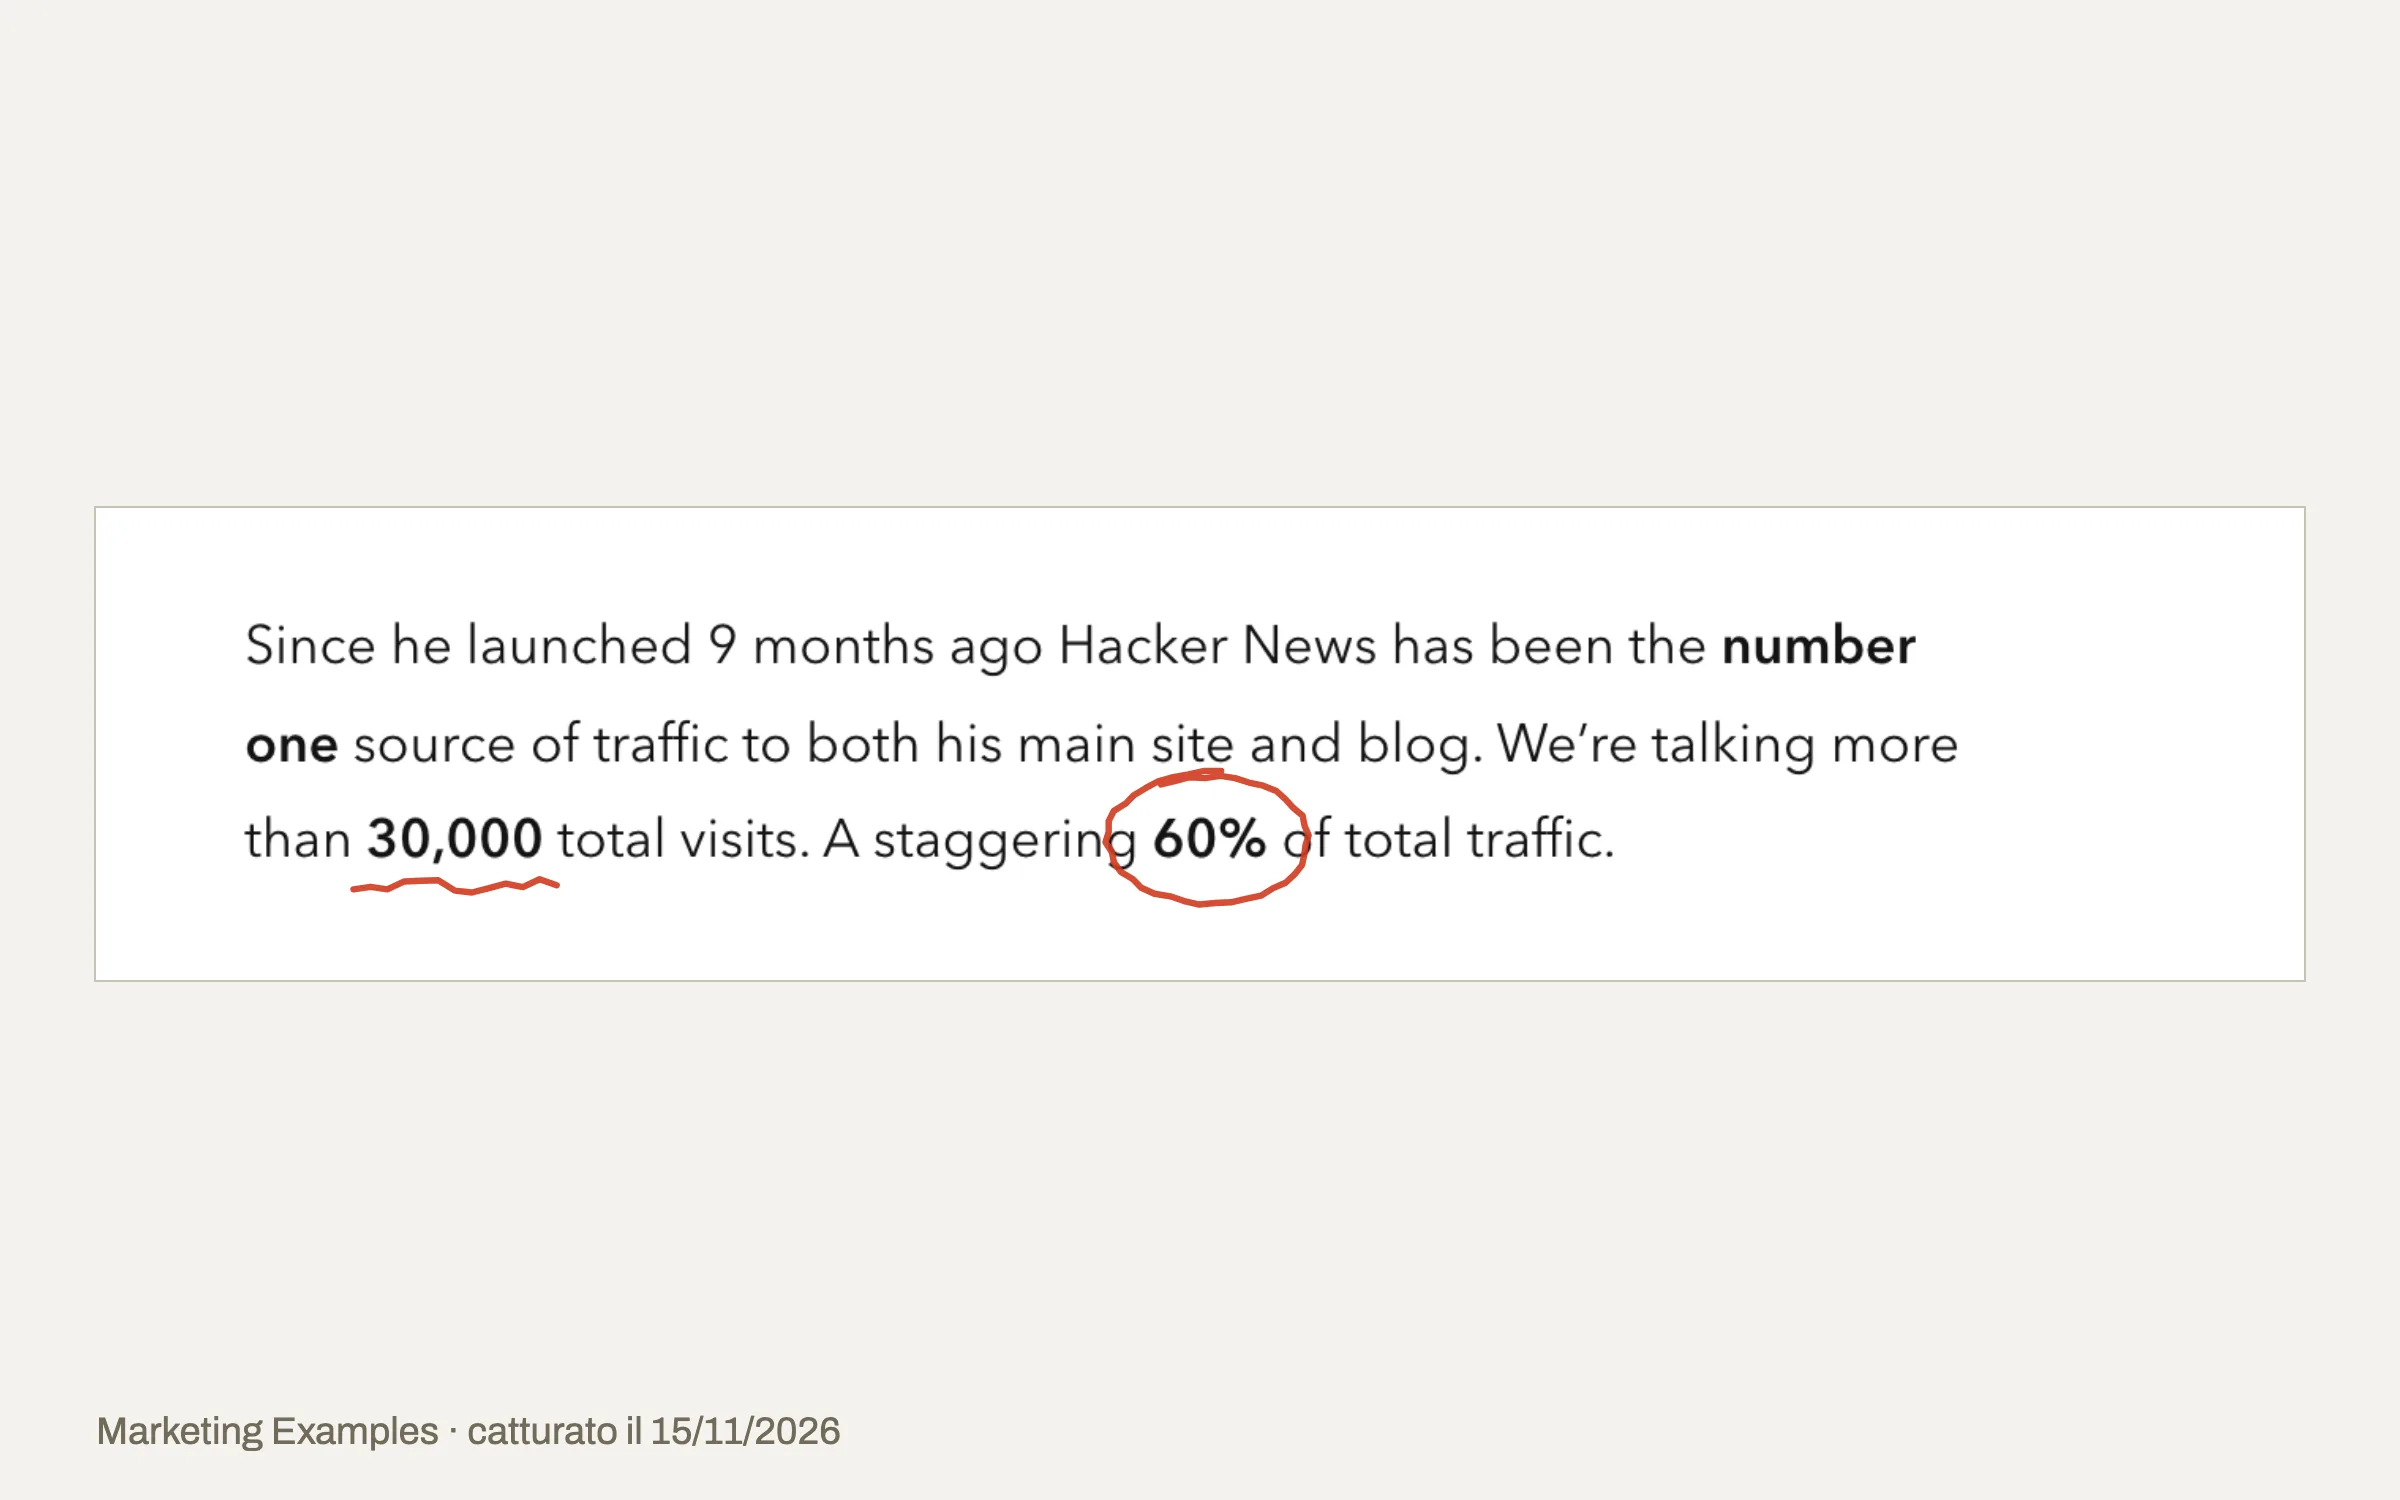 Since he launched 9 months ago Hacker News has been the number
one source of traffic to both his main site and blog. We’re talking more
than 30,000 total visits. A staggering 60% of total traffic.
Marketing Examples · catturato il 15/11/2026